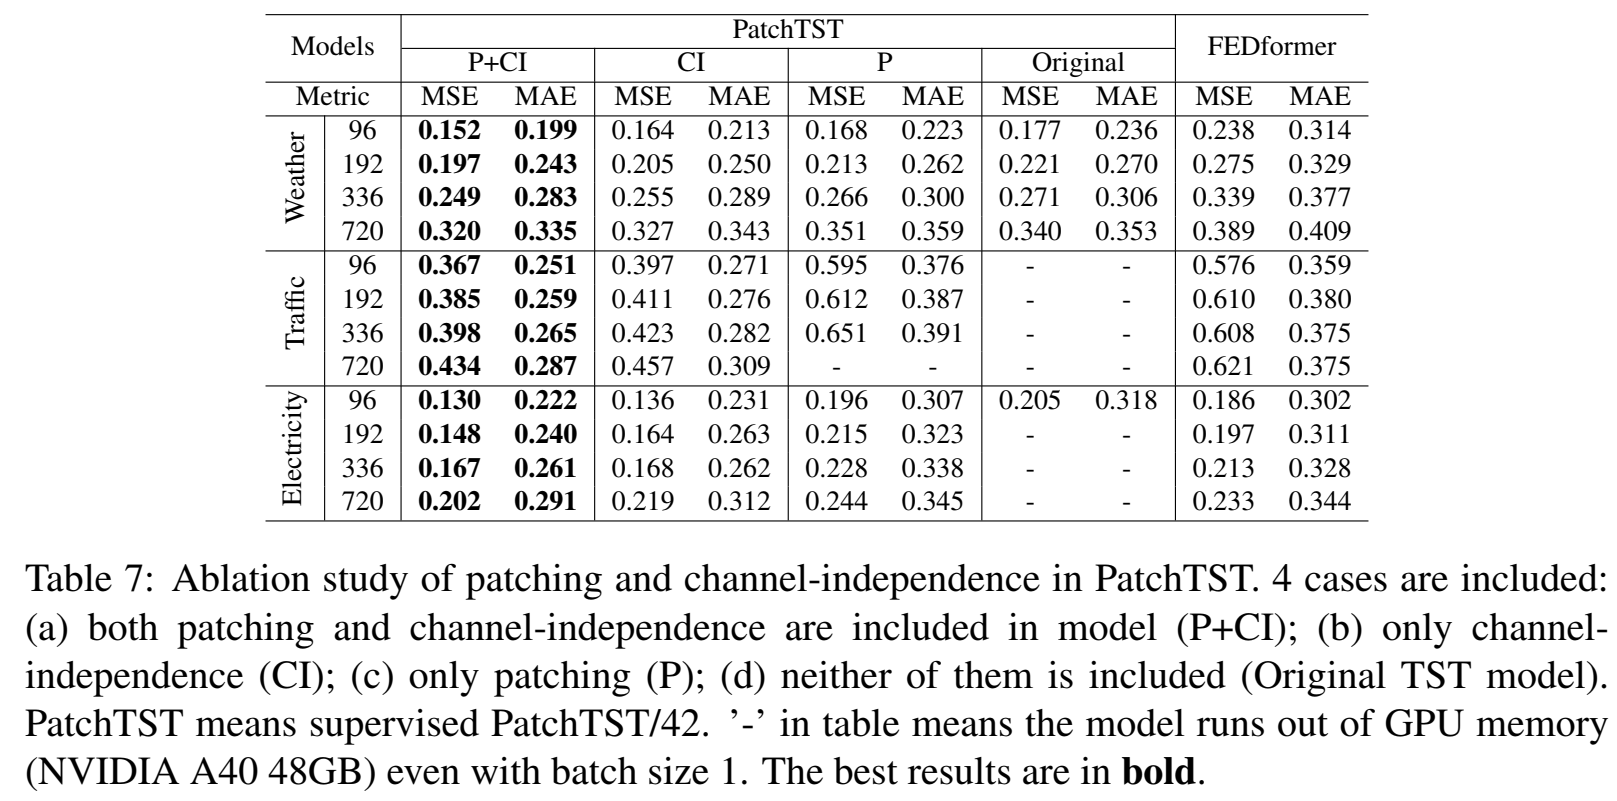 Models PatchTST FEDformer
P+CI CI P Original
Metric MSE MAE MSE MAE MSE MAE MSE MAE MSE MAE
Weather
96 0.152 0.199 0.164 0.213 0.168 0.223 0.177 0.236 0.238 0.314
192 0.197 0.243 0.205 0.250 0.213 0.262 0.221 0.270 0.275 0.329
336 0.249 0.283 0.255 0.289 0.266 0.300 0.271 0.306 0.339 0.377
720 0.320 0.335 0.327 0.343 0.351 0.359 0.340 0.353 0.389 0.409
Traffic
96 0.367 0.251 0.397 0.271 0.595 0.376 - - 0.576 0.359
192 0.385 0.259 0.411 0.276 0.612 0.387 - - 0.610 0.380
336 0.398 0.265 0.423 0.282 0.651 0.391 - - 0.608 0.375
720 0.434 0.287 0.457 0.309 - - - - 0.621 0.375
Electricity
96 0.130 0.222 0.136 0.231 0.196 0.307 0.205 0.318 0.186 0.302
192 0.148 0.240 0.164 0.263 0.215 0.323 - - 0.197 0.311
336 0.167 0.261 0.168 0.262 0.228 0.338 - - 0.213 0.328
720 0.202 0.291 0.219 0.312 0.244 0.345 - - 0.233 0.344
Table 7: Ablation study of patching and channel-independence in PatchTST. 4 cases are included:
(a) both patching and channel-independence are included in model (P+CI); (b) only channel-
independence (CI); (c) only patching (P); (d) neither of them is included (Original TST model).
PatchTST means supervised PatchTST/42. ’-’ in table means the model runs out of GPU memory
(NVIDIA A40 48GB) even with batch size 1. The best results are in bold.